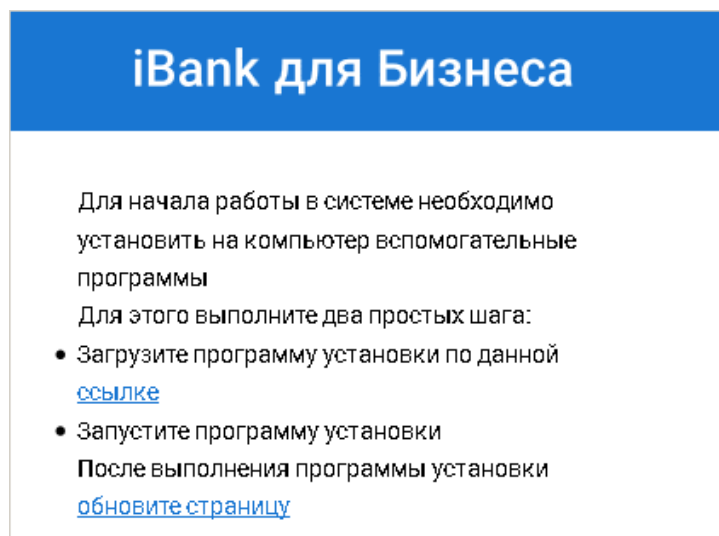 iBank для Бизнеса
Для начала работы в системе необходимо
установить на компьютер вспомогательные
программы
Для этого выполните два простых шага:
• Загрузите программу установки по данной
ссылке
• Запустите программу установки
После выполнения программы установки
обновите страницу